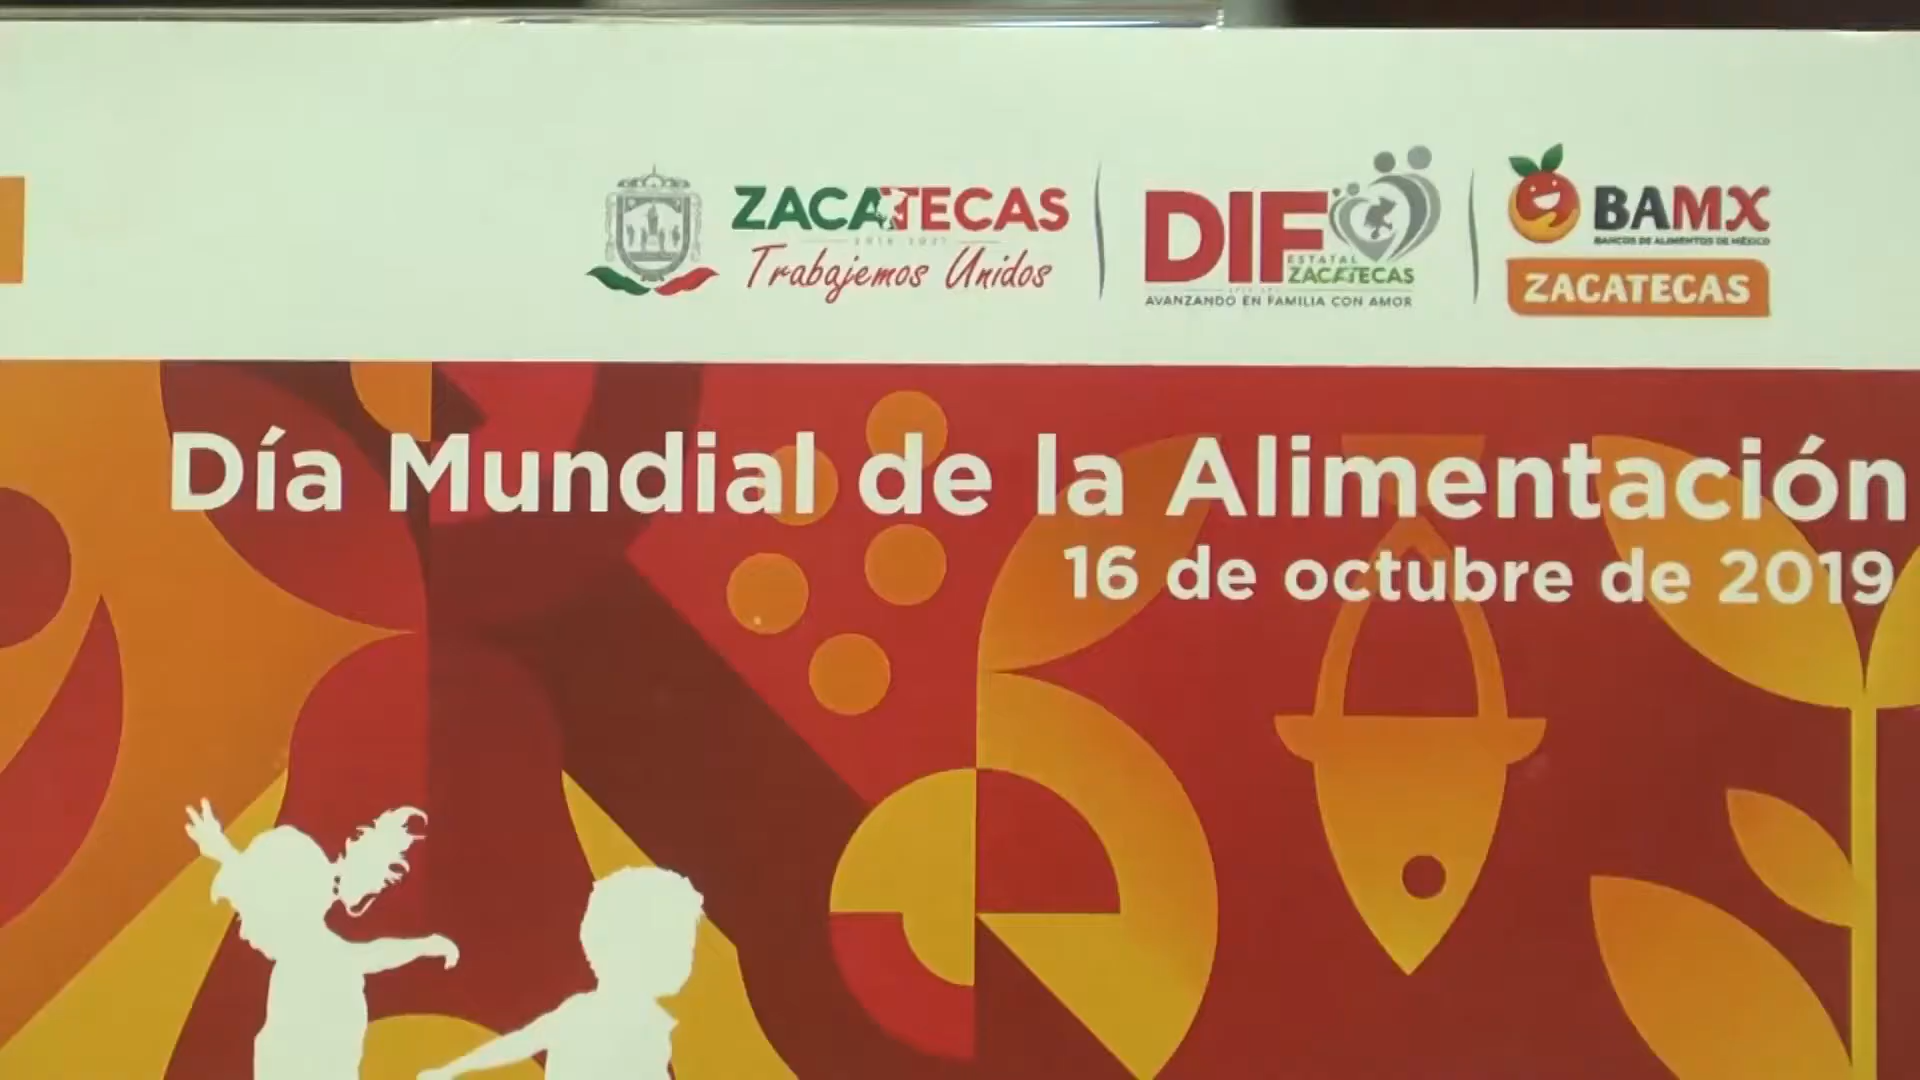 ZACATECAS
Trabajemos Unidos
DIF
ESTATAL
ZACATECAS
AVANZANDO EN FAMILIA CON AMOR
BAMX
BANCOS DE ALIMENTOS DE MÉXICO
ZACATECAS
Día Mundial de la Alimentación
16 de octubre de 2019